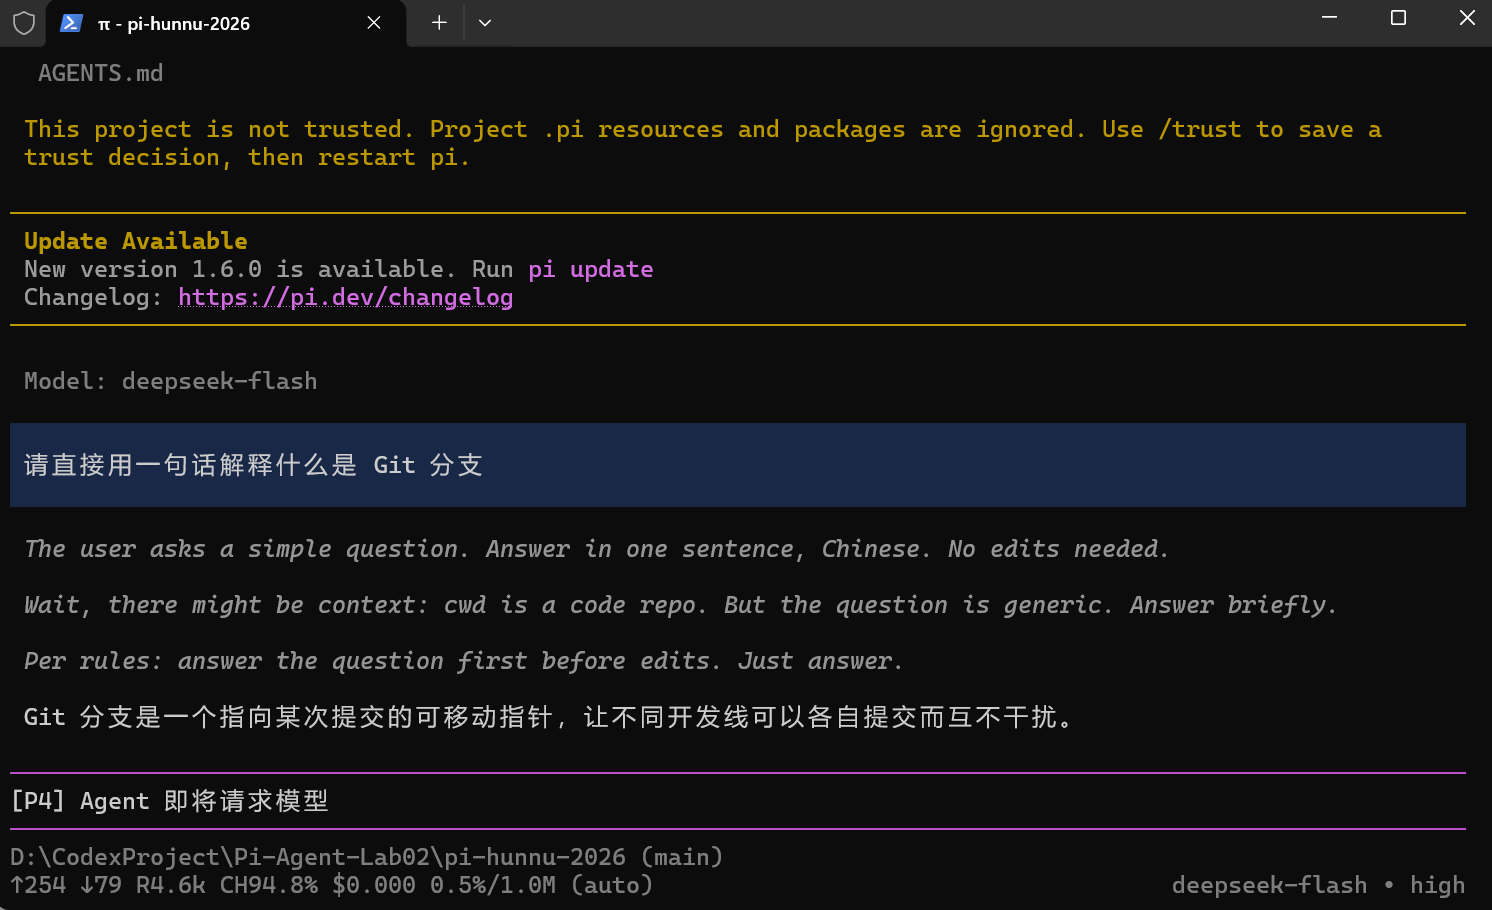 π - pi-hunnu-2026
AGENTS.md
This project is not trusted. Project .pi resources and packages are ignored. Use /trust to save a
trust decision, then restart pi.
Update Available
New version 1.6.0 is available. Run pi update
Changelog: https://pi.dev/changelog
Model: deepseek-flash
请直接用一句话解释什么是 Git 分支
The user asks a simple question. Answer in one sentence, Chinese. No edits needed.
Wait, there might be context: cwd is a code repo. But the question is generic. Answer briefly.
Per rules: answer the question first before edits. Just answer.
Git 分支是一个指向某次提交的可移动指针，让不同开发线可以各自提交而互不干扰。
[P4] Agent 即将请求模型
D:\CodexProject\Pi-Agent-Lab02\pi-hunnu-2026 (main)
↑254 ↓79 R4.6k CH94.8% $0.000 0.5%/1.0M (auto) deepseek-flash • high